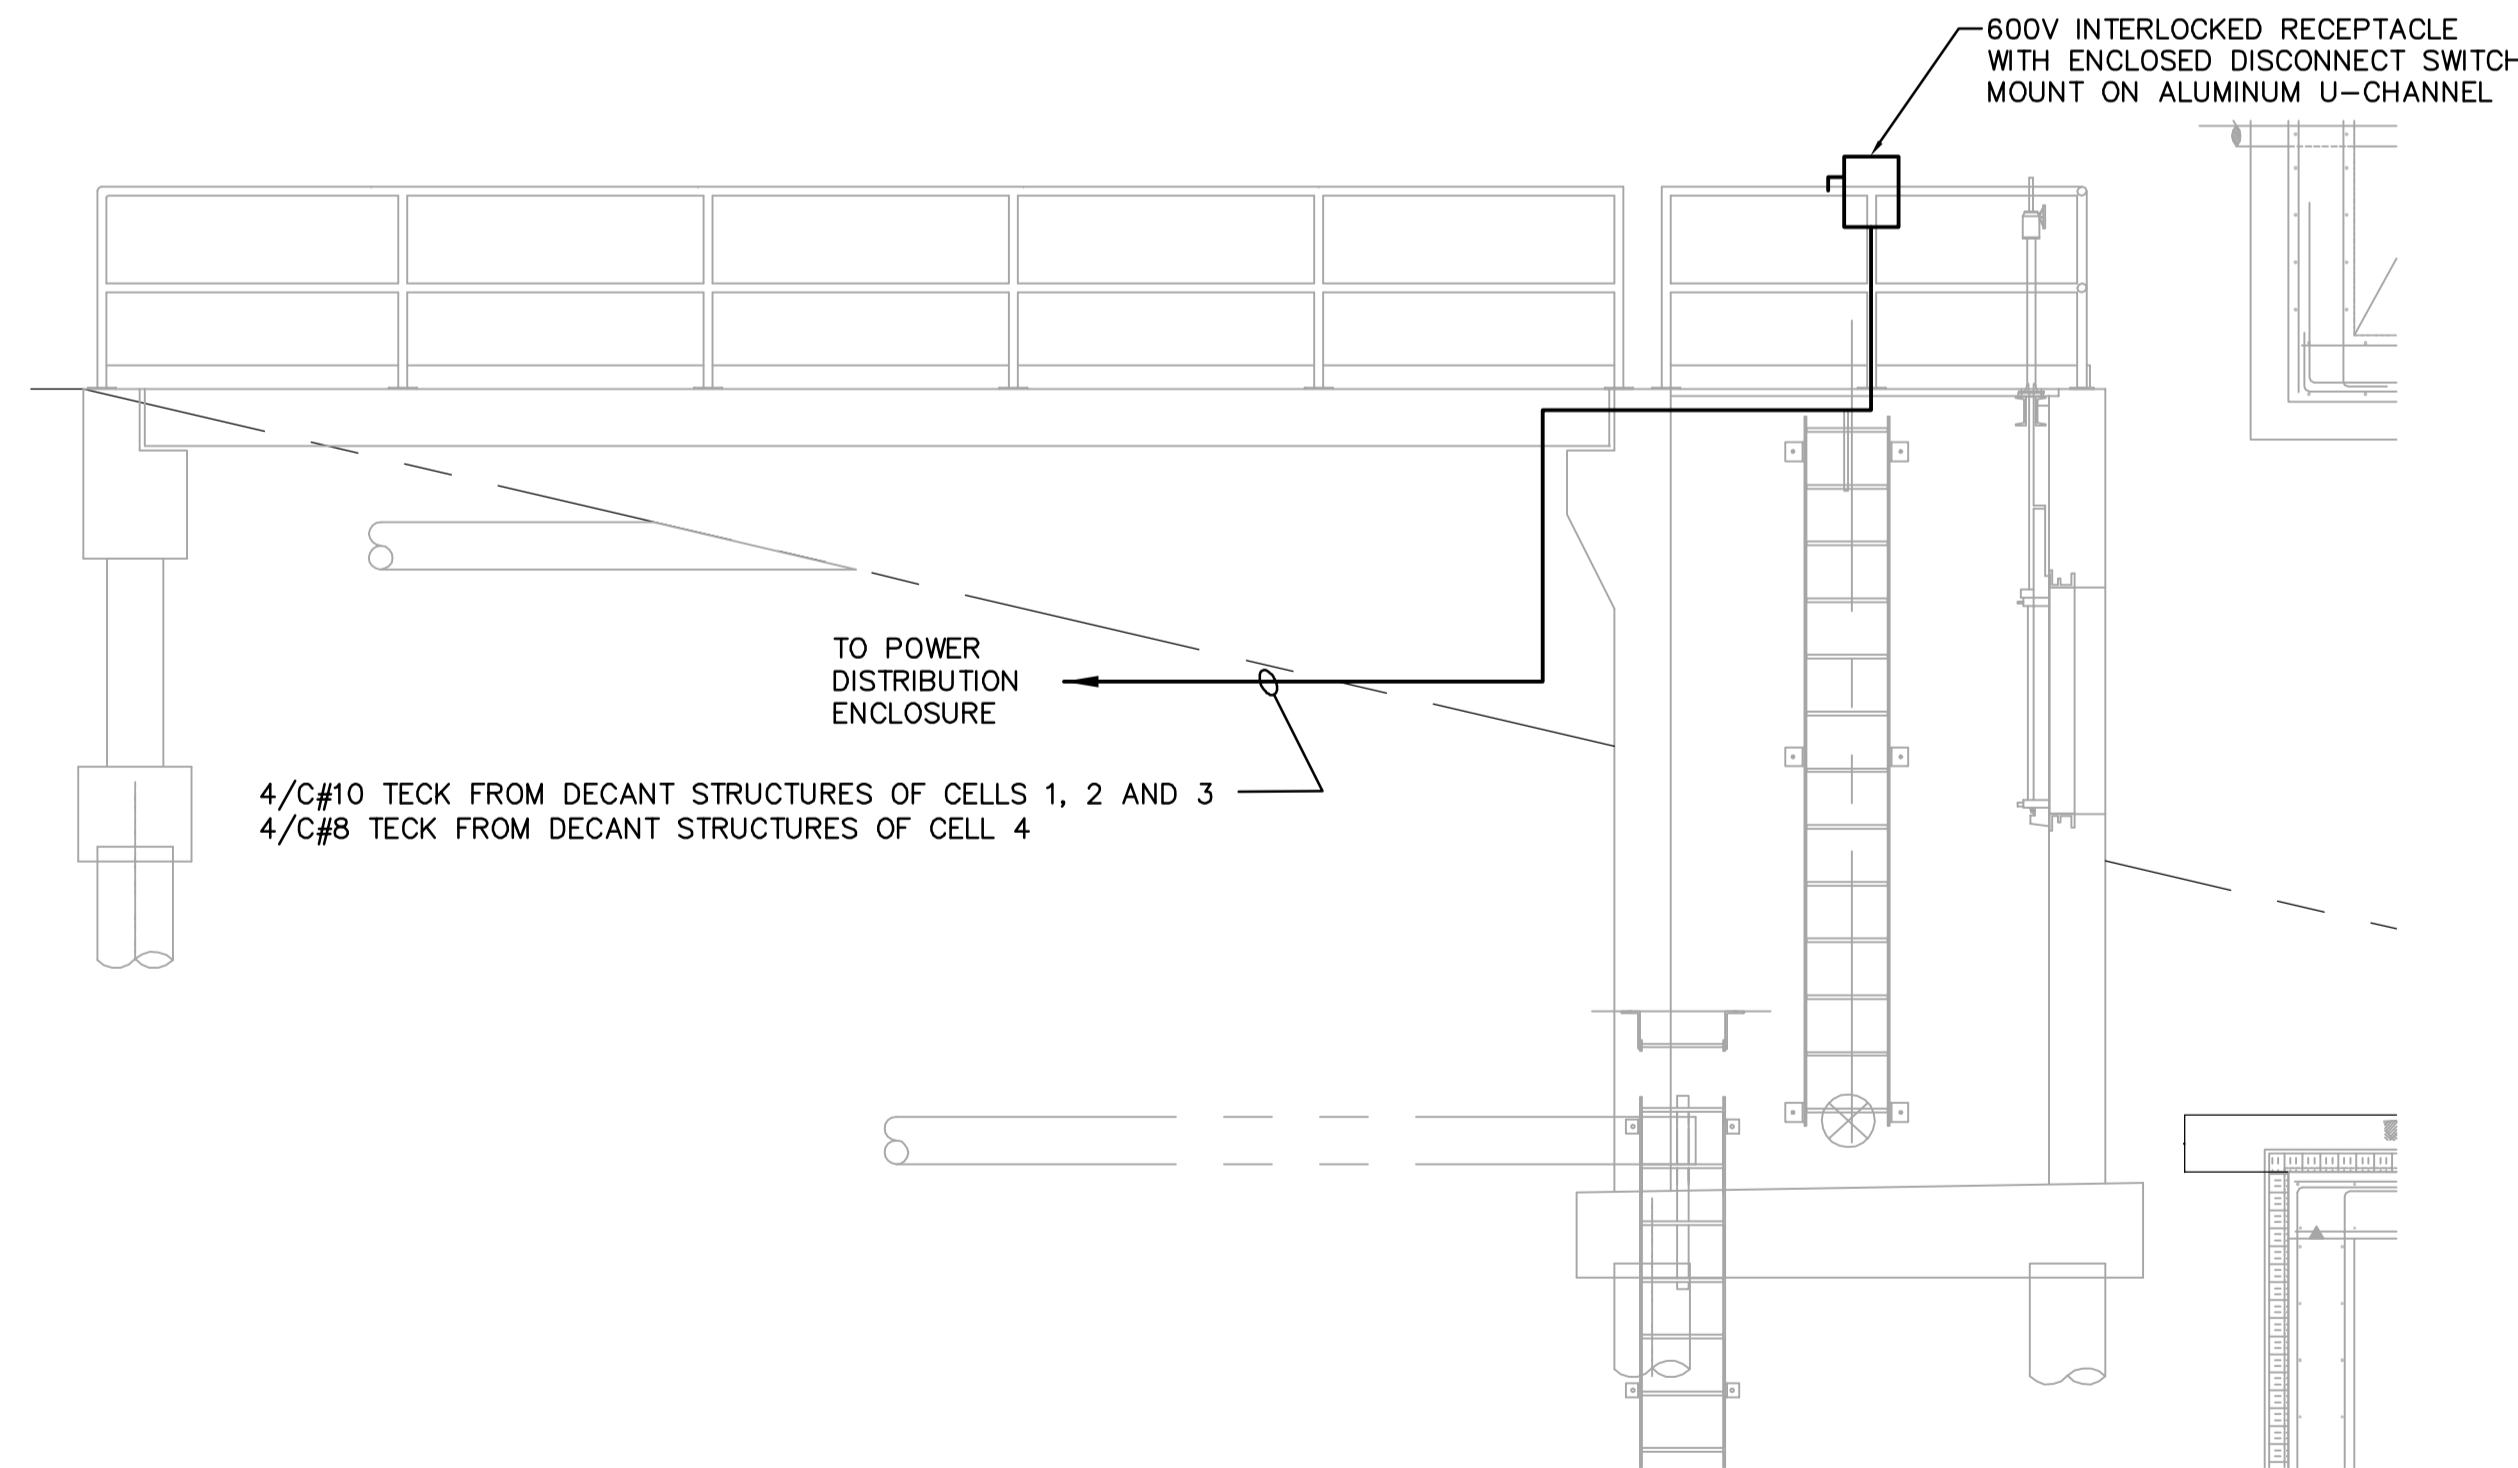 600V INTERLOCKED RECEPTACLE
WITH ENCLOSED DISCONNECT SWITCH
MOUNT ON ALUMINUM U-CHANNEL
TO POWER
DISTRIBUTION
ENCLOSURE
4/C#10 TECK FROM DECANT STRUCTURES OF CELLS 1, 2 AND 3
4/C#8 TECK FROM DECANT STRUCTURES OF CELL 4